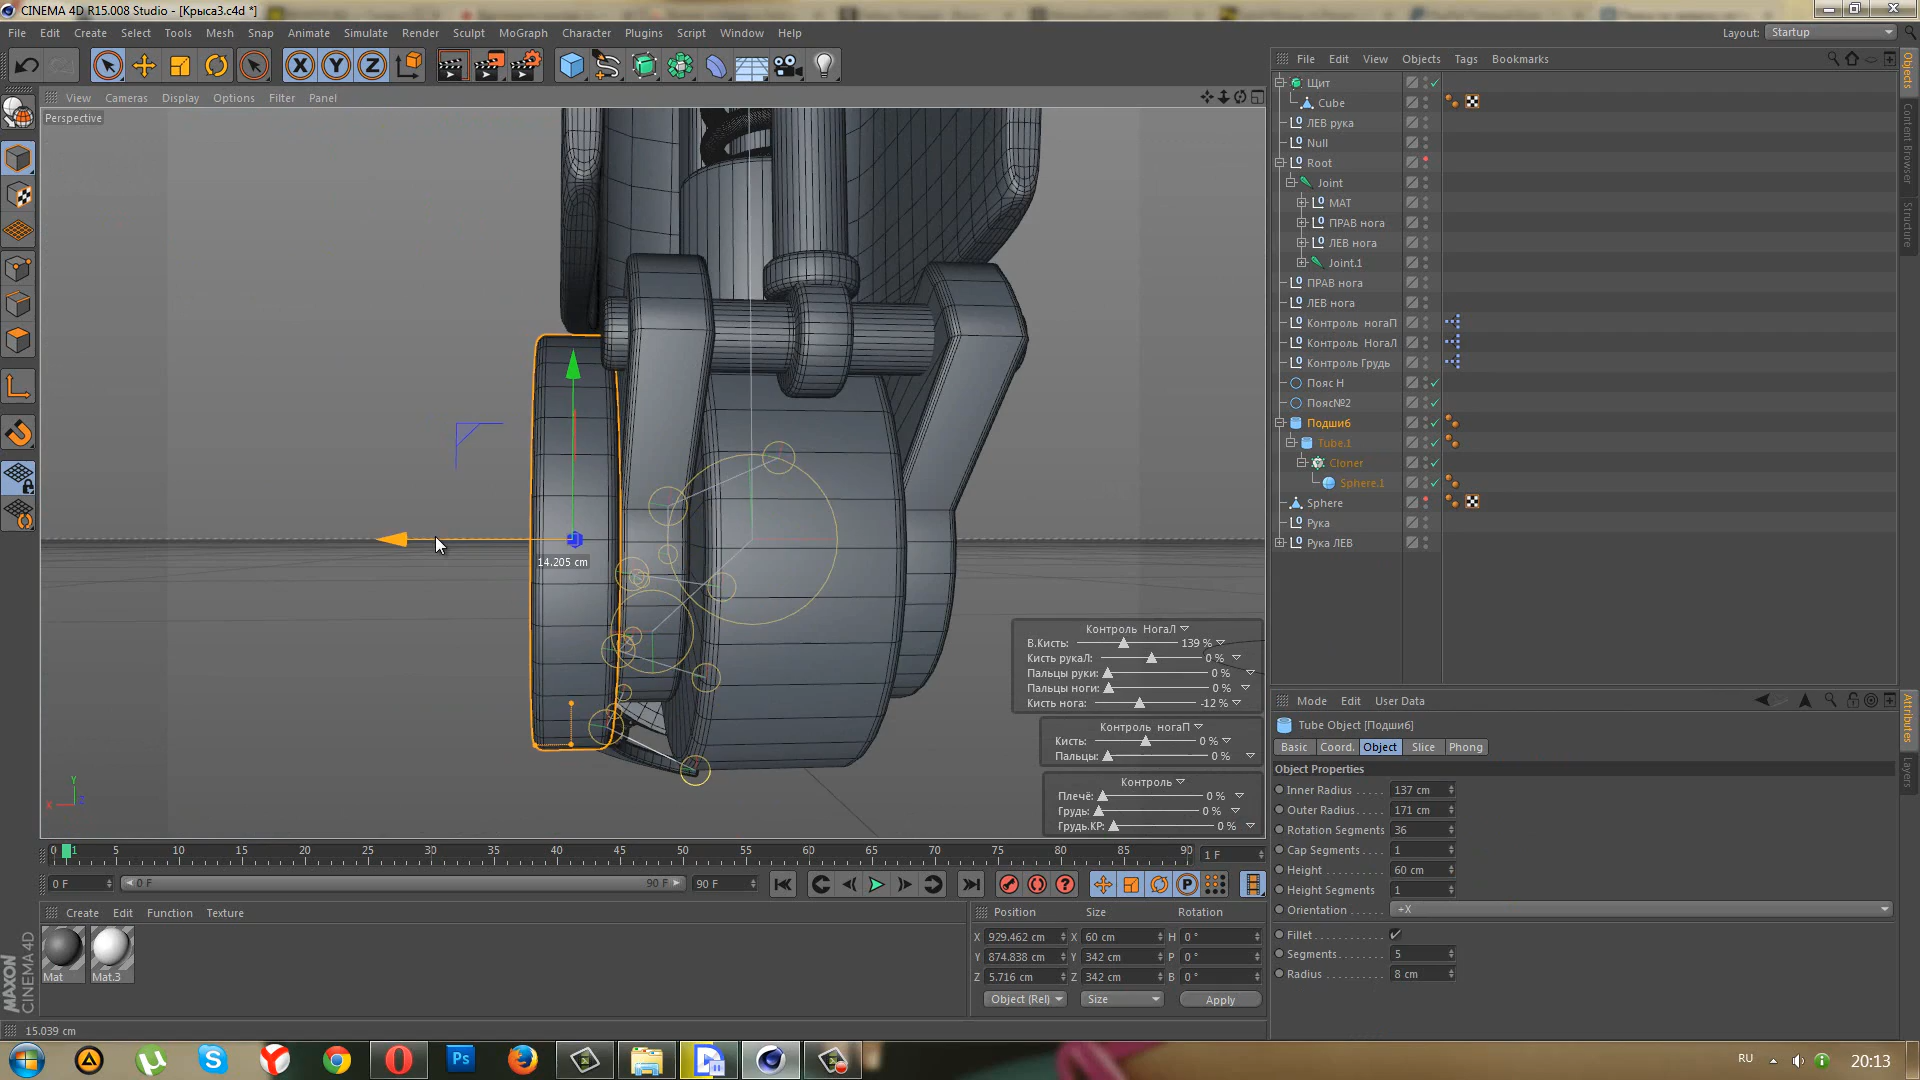 CINEMA 4D R15.008 Studio - [Крыса3.c4d *]
File Edit Create Select Tools Mesh Snap Animate Simulate Render Sculpt MoGraph Character Plugins Script Window Help
Layout: Startup
View Cameras Display Options Filter Panel
Perspective
14.205 cm
Контроль НогаЛ
В.Кисть: 139 %
Кисть рукаЛ: 0 %
Пальцы руки: 0 %
Пальцы ноги: 0 %
Кисть нога: -12 %
Контроль ногаП
Кисть: 0 %
Пальцы: 0 %
Контроль
Плечё: 0 %
Грудь: 0 %
Грудь.КР: 0 %
Y
X
Z
File Edit View Objects Tags Bookmarks
Щит
Cube
ЛЕВ рука
Null
Root
Joint
МАТ
ПРАВ нога
ЛЕВ нога
Joint.1
ПРАВ нога
ЛЕВ нога
Контроль ногаП
Контроль НогаЛ
Контроль Грудь
Пояс Н
Пояс№2
Подшиб
Tube.1
Cloner
Sphere.1
Sphere
Рука
Рука ЛЕВ
Objects
Content Browser
Structure
Mode Edit User Data
Tube Object [Подшиб]
Basic Coord. Object Slice Phong
Object Properties
Inner Radius . . . . . 137 cm
Outer Radius . . . . . 171 cm
Rotation Segments 36
Cap Segments . . . . 1
Height . . . . . . . . . 60 cm
Height Segments 1
Orientation . . . . . . +X
Fillet . . . . . . . . . . .
Segments. . . . . . . . 5
Radius . . . . . . . . . 8 cm
Attributes
Layers
0 1 5 10 15 20 25 30 35 40 45 50 55 60 65 70 75 80 85 90
1 F
0 F 0 F 90 F 90 F
Create Edit Function Texture
Mat Mat.3
MAXON
CINEMA 4D
Position Size Rotation
X 929.462 cm X 60 cm H 0 °
Y 874.838 cm Y 342 cm P 0 °
Z 5.716 cm Z 342 cm B 0 °
Object (Rel) Size Apply
15.039 cm
RU 20:13